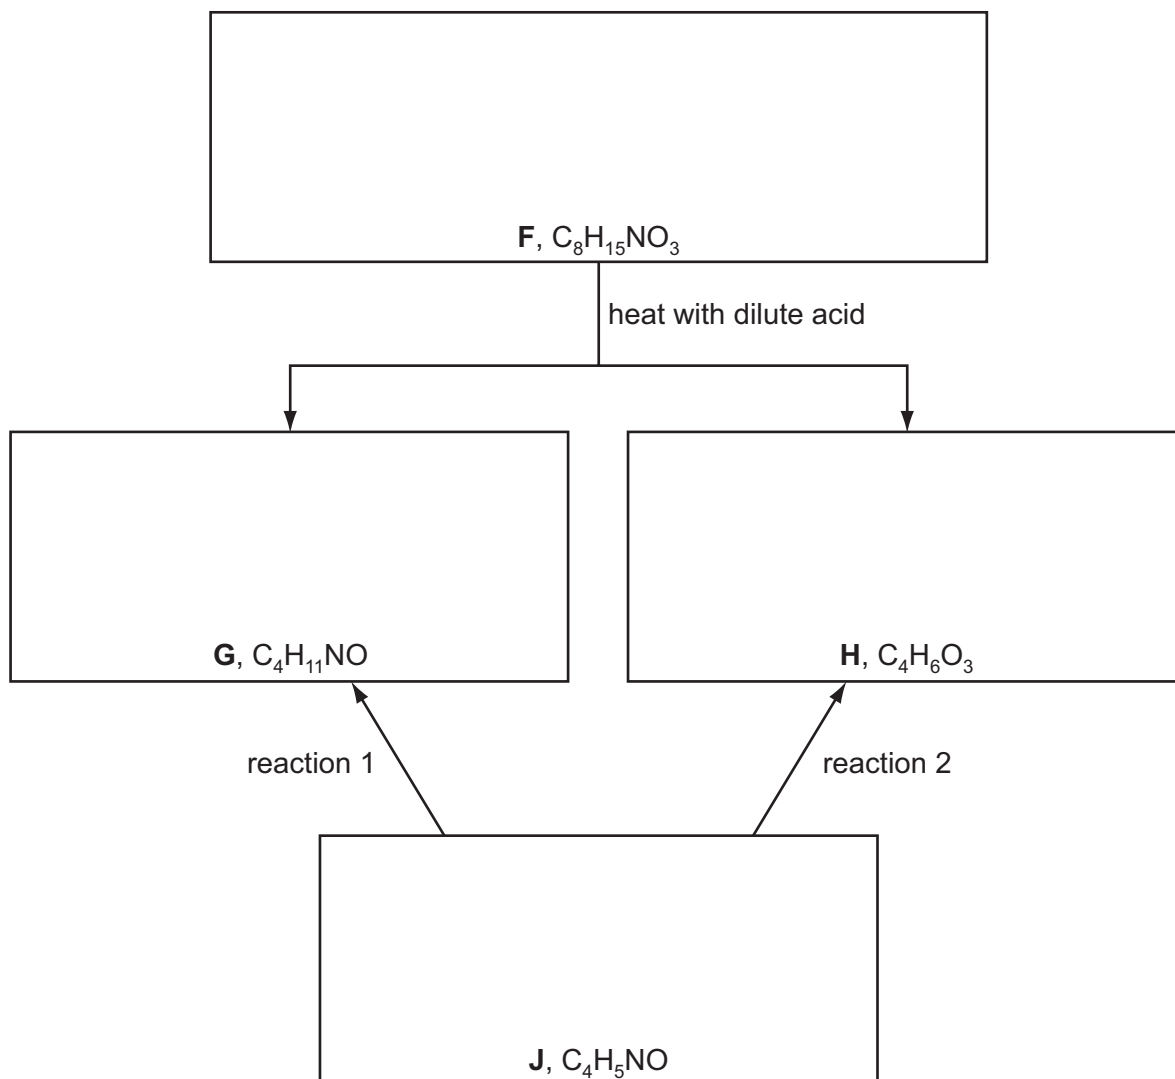 F, C₈H₁₅NO₃
heat with dilute acid
G, C₄H₁₁NO
H, C₄H₆O₃
reaction 1
reaction 2
J, C₄H₅NO